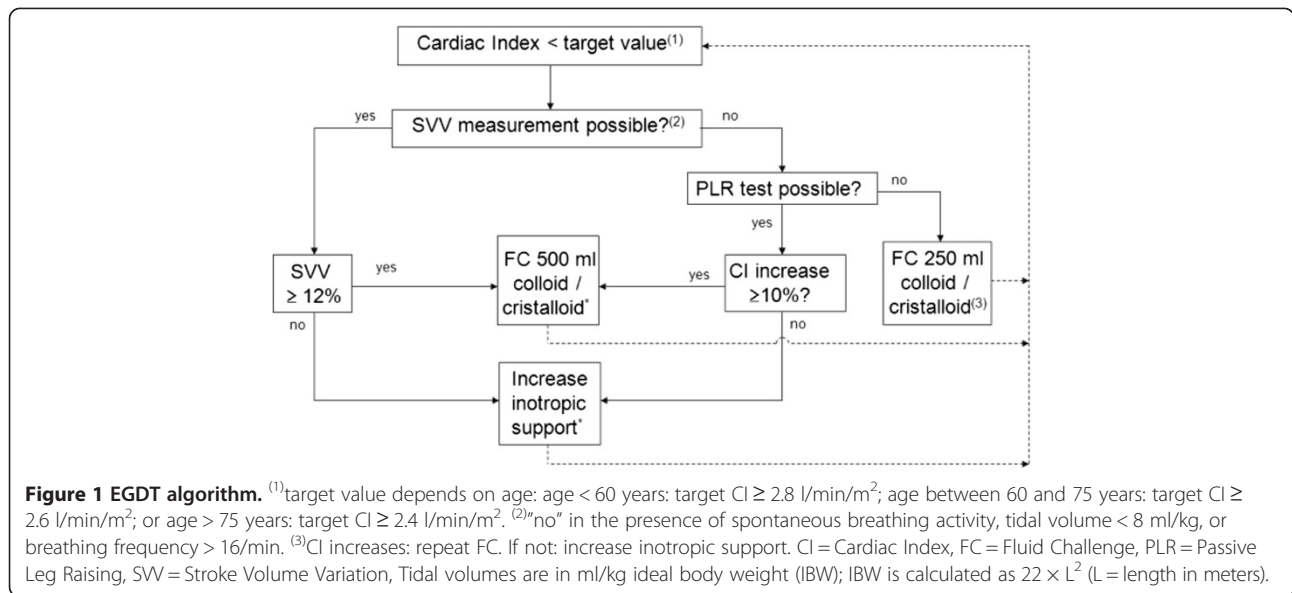 Cardiac Index < target value(1)
yes
SVV measurement possible?(2)
no
PLR test possible?
no
yes
SVV
≥ 12%
yes
FC 500 ml
colloid /
cristalloid*
yes
CI increase
≥10%?
FC 250 ml
colloid /
cristalloid(3)
no
no
Increase
inotropic
support*
Figure 1 EGDT algorithm. (1)target value depends on age: age < 60 years: target CI ≥ 2.8 l/min/m²; age between 60 and 75 years: target CI ≥
2.6 l/min/m²; or age > 75 years: target CI ≥ 2.4 l/min/m². (2)"no" in the presence of spontaneous breathing activity, tidal volume < 8 ml/kg, or
breathing frequency > 16/min. (3)CI increases: repeat FC. If not: increase inotropic support. CI = Cardiac Index, FC = Fluid Challenge, PLR = Passive
Leg Raising, SVV = Stroke Volume Variation, Tidal volumes are in ml/kg ideal body weight (IBW); IBW is calculated as 22 × L² (L = length in meters).